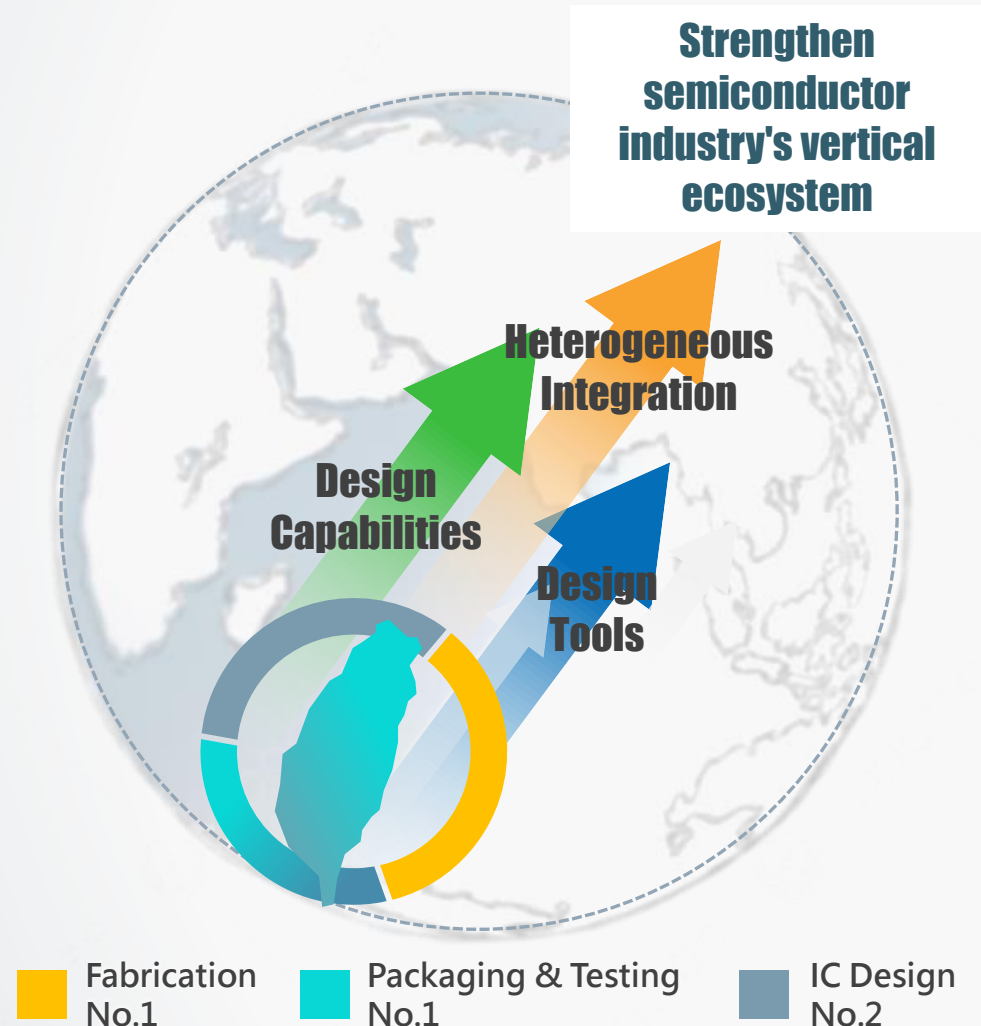 Strengthen
semiconductor
industry's vertical
ecosystem
Heterogeneous
Integration
Design
Capabilities
Design
Tools
Fabrication
No.1
Packaging & Testing
No.1
IC Design
No.2